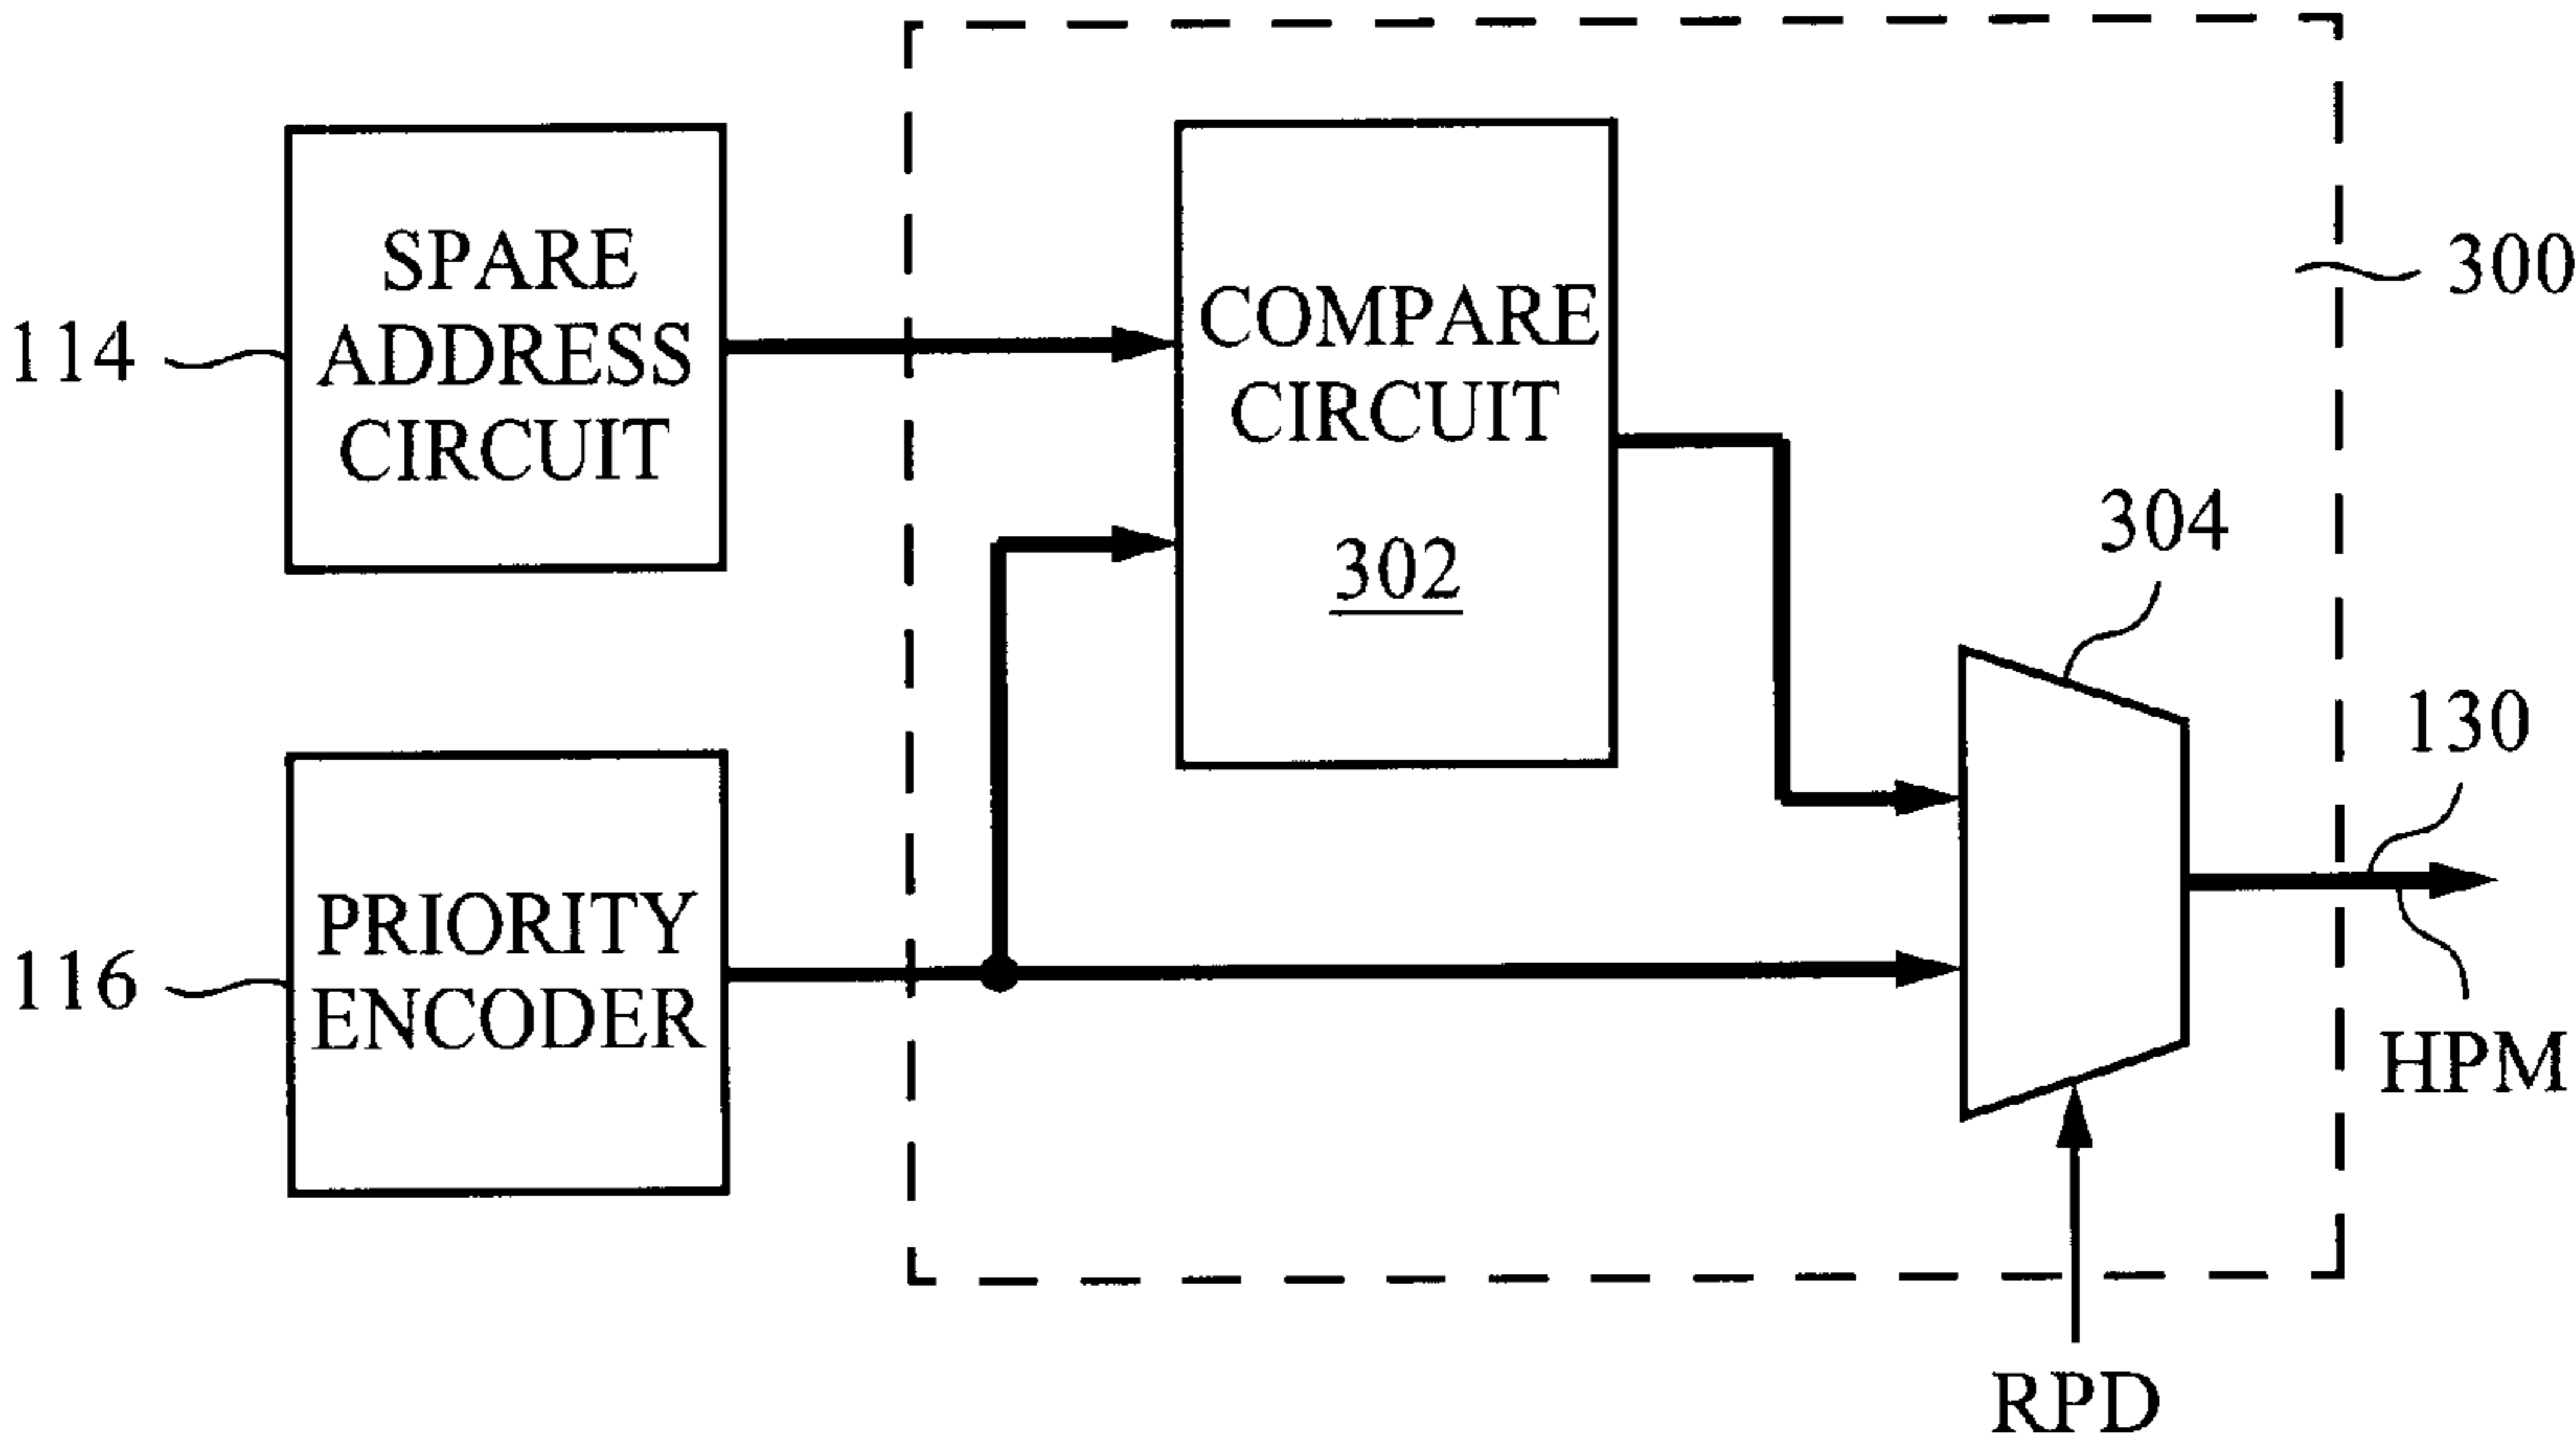 114
SPARE
ADDRESS
CIRCUIT
COMPARE
CIRCUIT
302
300
304
130
116
PRIORITY
ENCODER
HPM
RPD